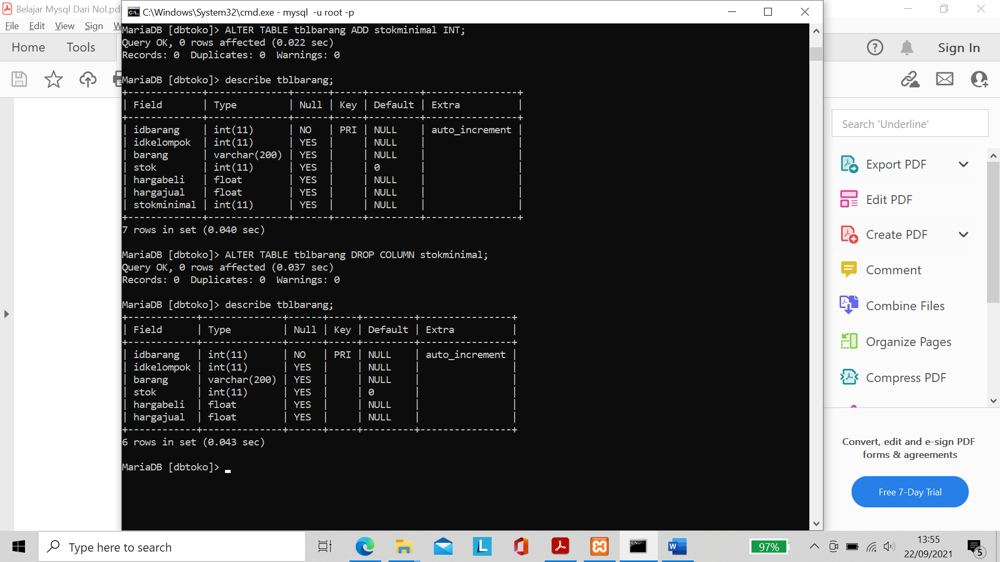 Belajar Mysql Dari Nol.pdf
File Edit View Sign
Home Tools
C:\Windows\System32\cmd.exe - mysql  -u root -p
MariaDB [dbtoko]> ALTER TABLE tblbarang ADD stokminimal INT;
Query OK, 0 rows affected (0.022 sec)
Records: 0  Duplicates: 0  Warnings: 0
MariaDB [dbtoko]> describe tblbarang;
+-------------+--------------+------+-----+---------+----------------+
| Field       | Type         | Null | Key | Default | Extra          |
+-------------+--------------+------+-----+---------+----------------+
| idbarang    | int(11)      | NO   | PRI | NULL    | auto_increment |
| idkelompok  | int(11)      | YES  |     | NULL    |                |
| barang      | varchar(200) | YES  |     | NULL    |                |
| stok        | int(11)      | YES  |     | 0       |                |
| hargabeli   | float        | YES  |     | NULL    |                |
| hargajual   | float        | YES  |     | NULL    |                |
| stokminimal | int(11)      | YES  |     | NULL    |                |
+-------------+--------------+------+-----+---------+----------------+
7 rows in set (0.040 sec)
MariaDB [dbtoko]> ALTER TABLE tblbarang DROP COLUMN stokminimal;
Query OK, 0 rows affected (0.037 sec)
Records: 0  Duplicates: 0  Warnings: 0
MariaDB [dbtoko]> describe tblbarang;
+------------+--------------+------+-----+---------+----------------+
| Field      | Type         | Null | Key | Default | Extra          |
+------------+--------------+------+-----+---------+----------------+
| idbarang   | int(11)      | NO   | PRI | NULL    | auto_increment |
| idkelompok | int(11)      | YES  |     | NULL    |                |
| barang     | varchar(200) | YES  |     | NULL    |                |
| stok       | int(11)      | YES  |     | 0       |                |
| hargabeli  | float        | YES  |     | NULL    |                |
| hargajual  | float        | YES  |     | NULL    |                |
+------------+--------------+------+-----+---------+----------------+
6 rows in set (0.043 sec)
MariaDB [dbtoko]>
Sign In
Search 'Underline'
Export PDF
Edit PDF
Create PDF
Comment
Combine Files
Organize Pages
Compress PDF
Convert, edit and e-sign PDF
forms & agreements
Free 7-Day Trial
Type here to search
97%
13:55
22/09/2021
5